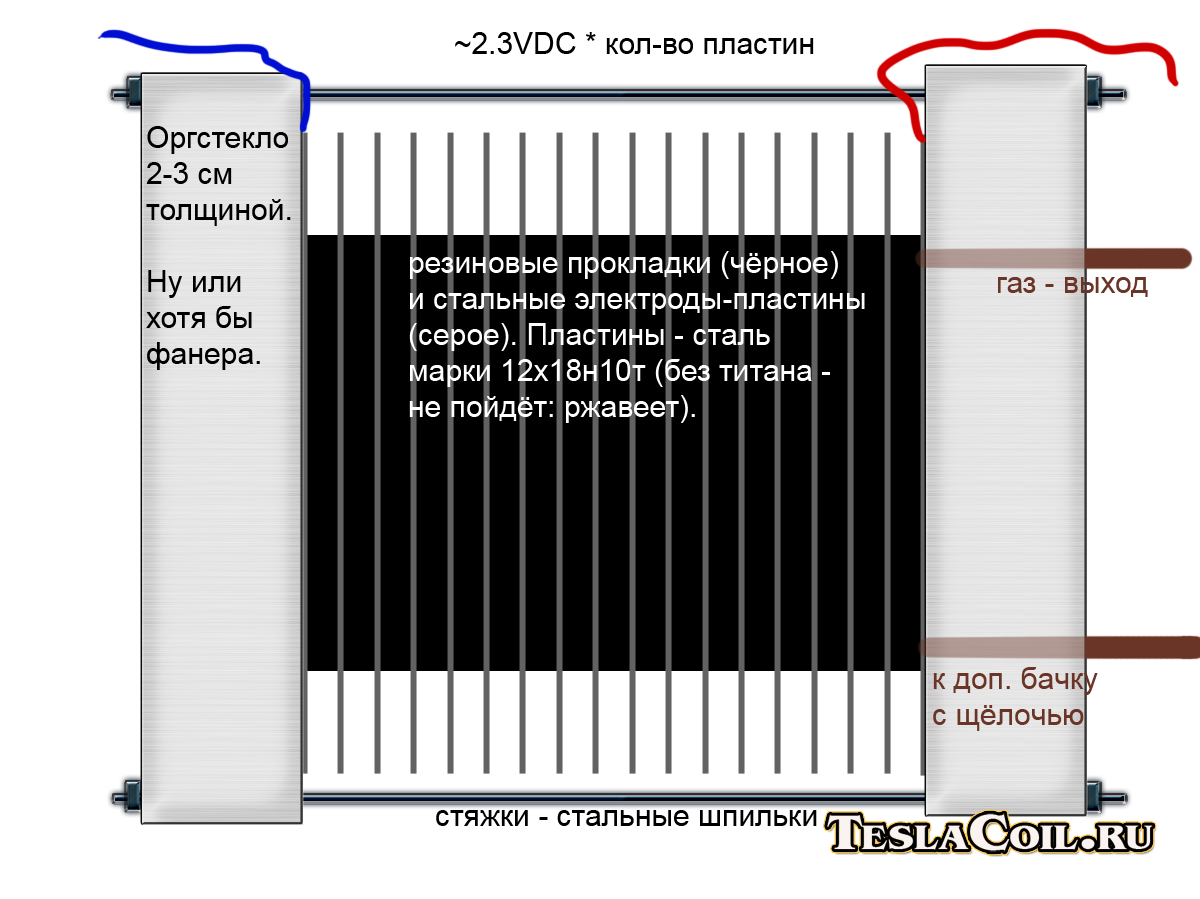 ~2.3VDC * кол-во пластин
Оргстекло
2-3 см
толщиной.
Ну или
хотя бы
фанера.
резиновые прокладки (чёрное)
и стальные электроды-пластины
(серое). Пластины - сталь
марки 12х18н10т (без титана -
не пойдёт: ржавеет).
газ - выход
к доп. бачку
с щёлочью
стяжки - стальные шпильки
TESLACOIL.RU